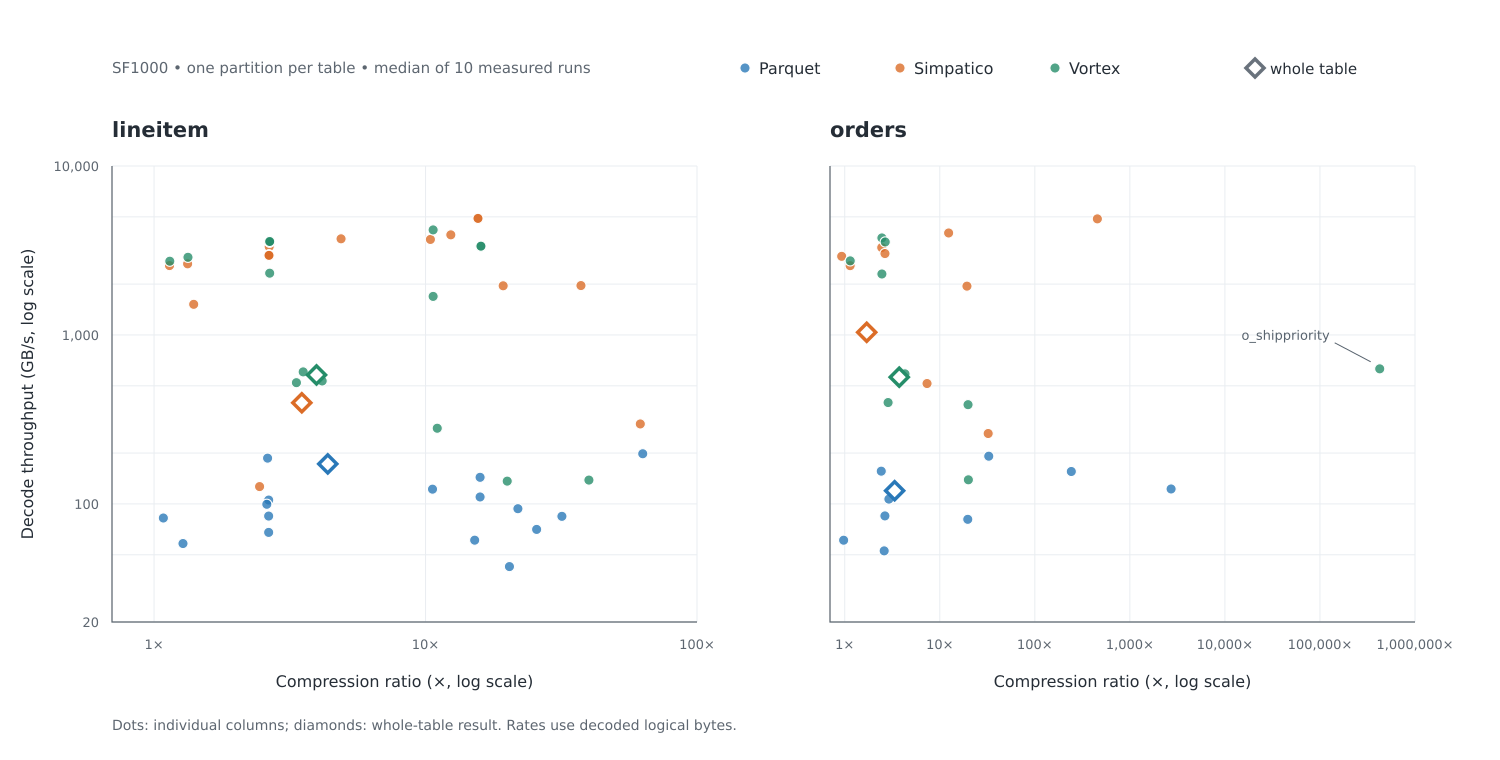 SF1000 • one partition per table • median of 10 measured runs
Parquet
Simpatico
Vortex
whole table
lineitem
orders
Decode throughput (GB/s, log scale)
10,000
1,000
100
20
1×
10×
100×
Compression ratio (×, log scale)
o_shippriority
1×
10×
100×
1,000×
10,000×
100,000×
1,000,000×
Compression ratio (×, log scale)
Dots: individual columns; diamonds: whole-table result. Rates use decoded logical bytes.